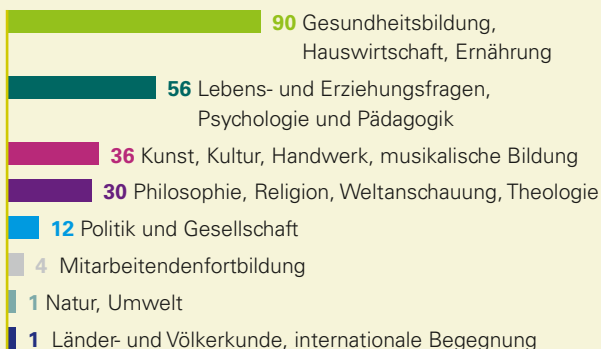 90 Gesundheitsbildung,
Hauswirtschaft, Ernährung
56 Lebens- und Erziehungsfragen,
Psychologie und Pädagogik
36 Kunst, Kultur, Handwerk, musikalische Bildung
30 Philosophie, Religion, Weltanschauung, Theologie
12 Politik und Gesellschaft
4 Mitarbeitendenfortbildung
1 Natur, Umwelt
1 Länder- und Völkerkunde, internationale Begegnung